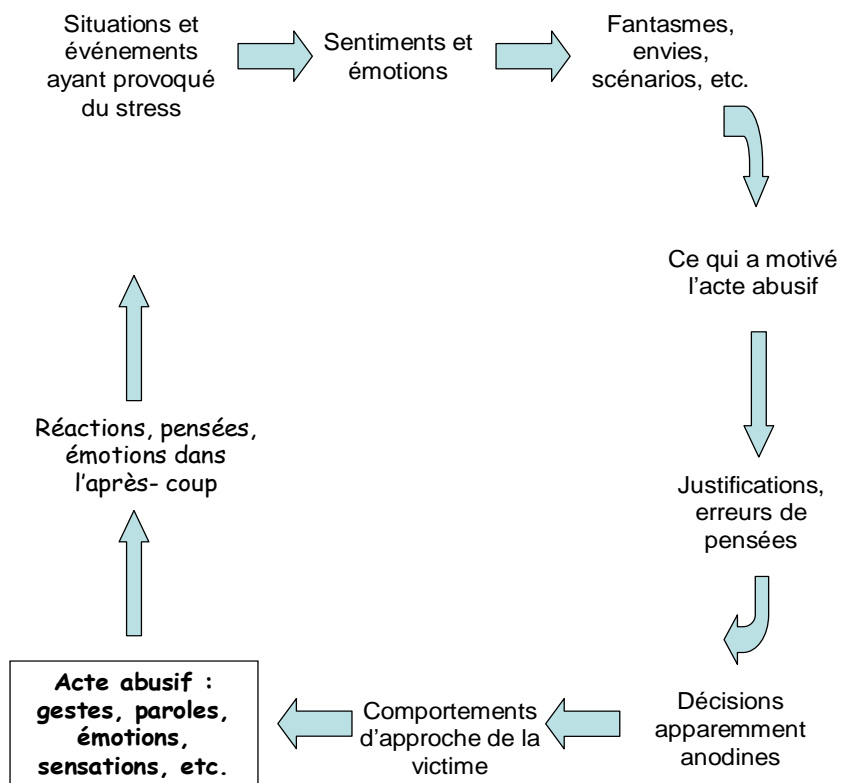 Situations et
événements
ayant provoqué
du stress
Sentiments et
émotions
Fantasmes,
envies,
scénarios, etc.
Ce qui a motivé
l'acte abusif
Justifications,
erreurs de
pensées
Décisions
apparemment
anodines
Comportements
d'approche de la
victime
Acte abusif :
gestes, paroles,
émotions,
sensations, etc.
Réactions, pensées,
émotions dans
l'après- coup